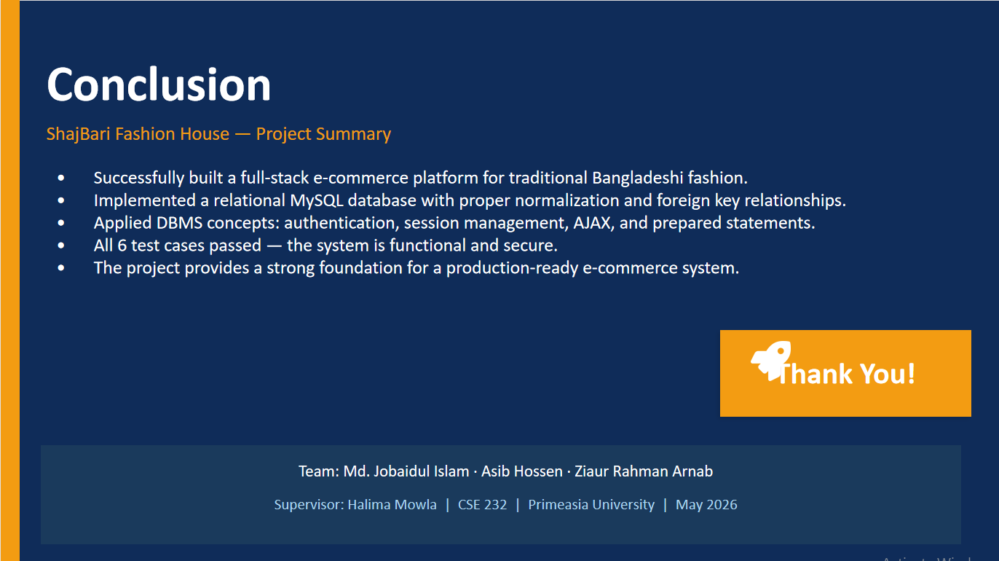 Conclusion
ShajBari Fashion House — Project Summary
• Successfully built a full-stack e-commerce platform for traditional Bangladeshi fashion.
• Implemented a relational MySQL database with proper normalization and foreign key relationships.
• Applied DBMS concepts: authentication, session management, AJAX, and prepared statements.
• All 6 test cases passed — the system is functional and secure.
• The project provides a strong foundation for a production-ready e-commerce system.
Thank You!
Team: Md. Jobaidul Islam · Asib Hossen · Ziaur Rahman Arnab
Supervisor: Halima Mowla | CSE 232 | Primeasia University | May 2026